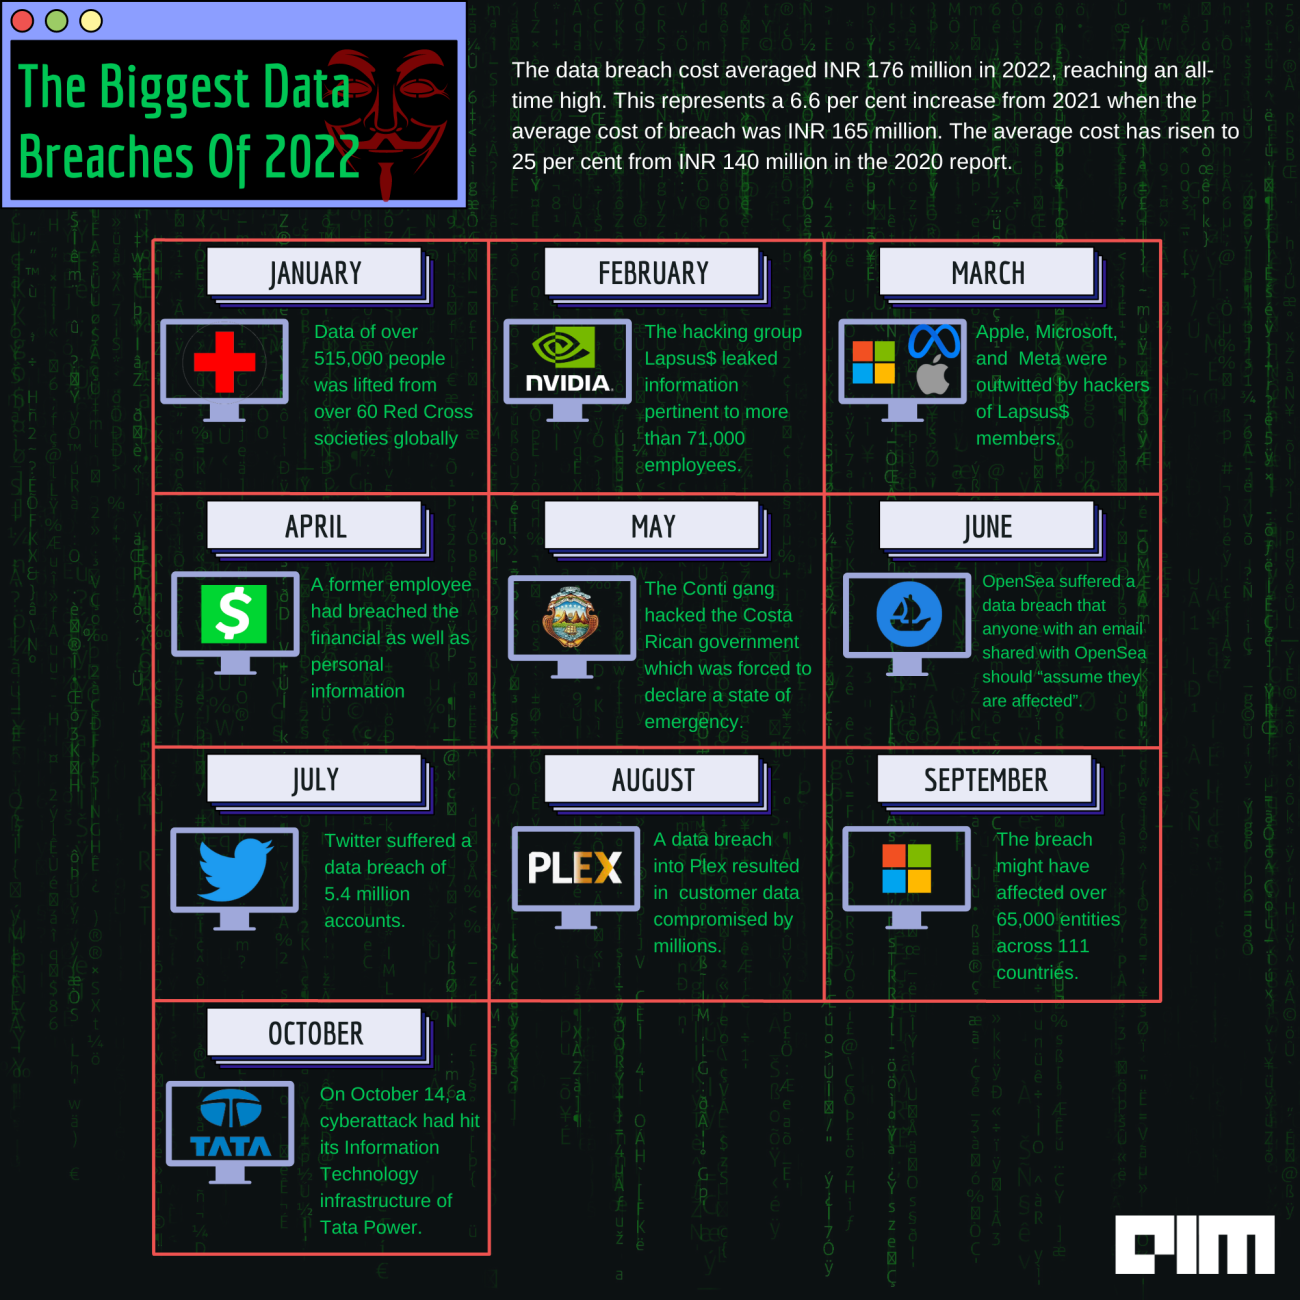 The Biggest Data
Breaches Of 2022
The data breach cost averaged INR 176 million in 2022, reaching an all-
time high. This represents a 6.6 per cent increase from 2021 when the
average cost of breach was INR 165 million. The average cost has risen to
25 per cent from INR 140 million in the 2020 report.
JANUARY
Data of over
515,000 people
was lifted from
over 60 Red Cross
societies globally
FEBRUARY
NVIDIA.
The hacking group
Lapsus$ leaked
information
pertinent to more
than 71,000
employees.
MARCH
Apple, Microsoft,
and Meta were
outwitted by hackers
of Lapsus$
members.
APRIL
$
A former employee
had breached the
financial as well as
personal
information
MAY
The Conti gang
hacked the Costa
Rican government
which was forced to
declare a state of
emergency.
JUNE
OpenSea suffered a
data breach that
anyone with an email
shared with OpenSea
should “assume they
are affected”.
JULY
Twitter suffered a
data breach of
5.4 million
accounts.
AUGUST
PLEX
A data breach
into Plex resulted
in customer data
compromised by
millions.
SEPTEMBER
The breach
might have
affected over
65,000 entities
across 111
countries.
OCTOBER
TATA
On October 14, a
cyberattack had hit
its Information
Technology
infrastructure of
Tata Power.
AIM